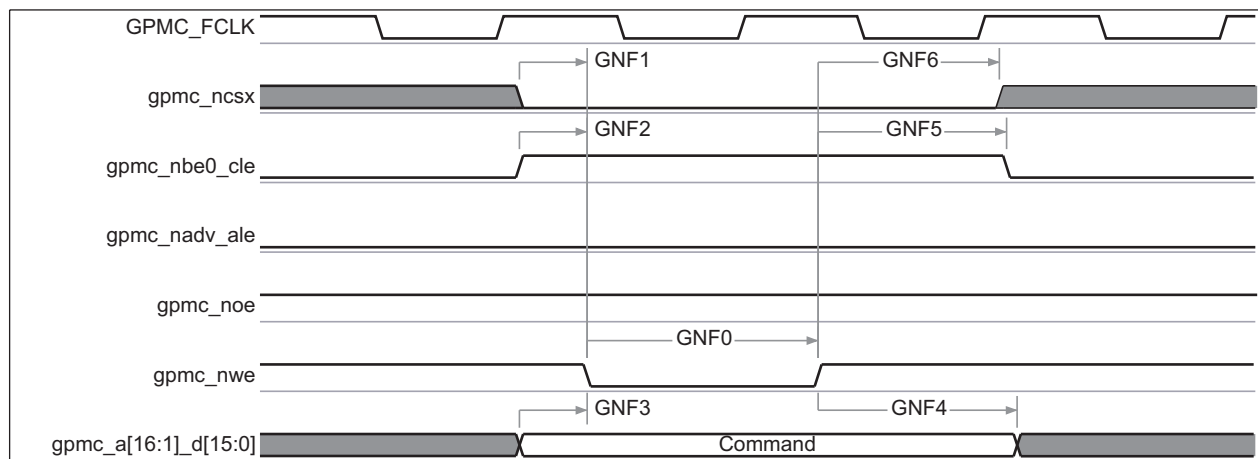 GPMC_FCLK
GNF1
GNF6
gpmc_ncsx
GNF2
GNF5
gpmc_nbe0_cle
gpmc_nadv_ale
gpmc_noe
GNF0
gpmc_nwe
GNF3
GNF4
gpmc_a[16:1]_d[15:0]
Command